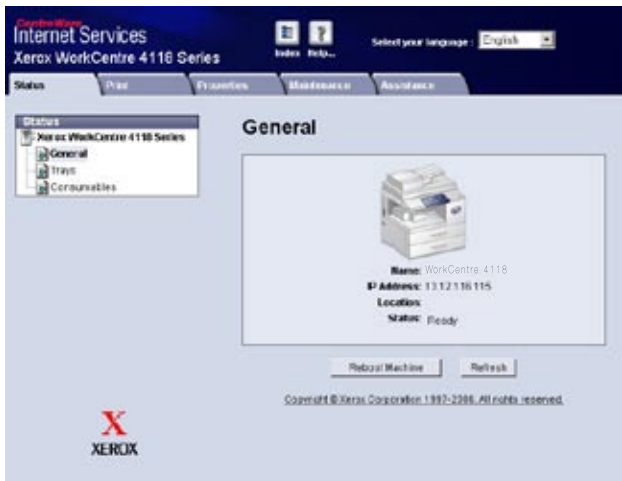 CentreWare
Internet Services
Xerox WorkCentre 4118 Series
Index Help...
Select your language : English
Status Print Properties Maintenance Assistance
Status
Xerox WorkCentre 4118 Series
General
Trays
Consumables
General
Name: WorkCentre 4118
IP Address: 13.12.116.115
Location:
Status: Ready
Reboot Machine Refresh
Copyright © Xerox Corporation 1997-2006. All rights reserved.
X
XEROX